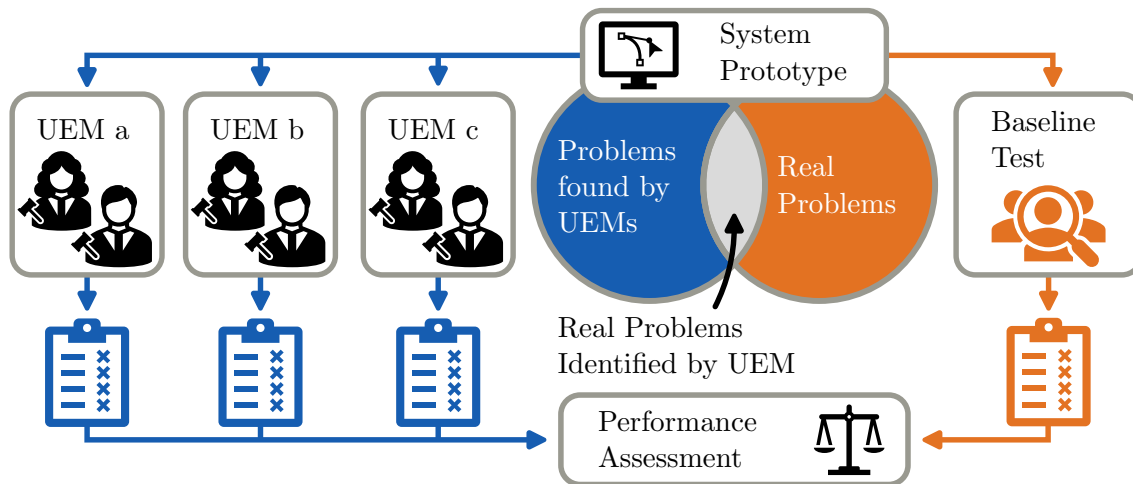 System
Prototype
UEM a
UEM b
UEM c
Problems
found by
UEMs
Real
Problems
Baseline
Test
Real Problems
Identified by UEM
Performance
Assessment